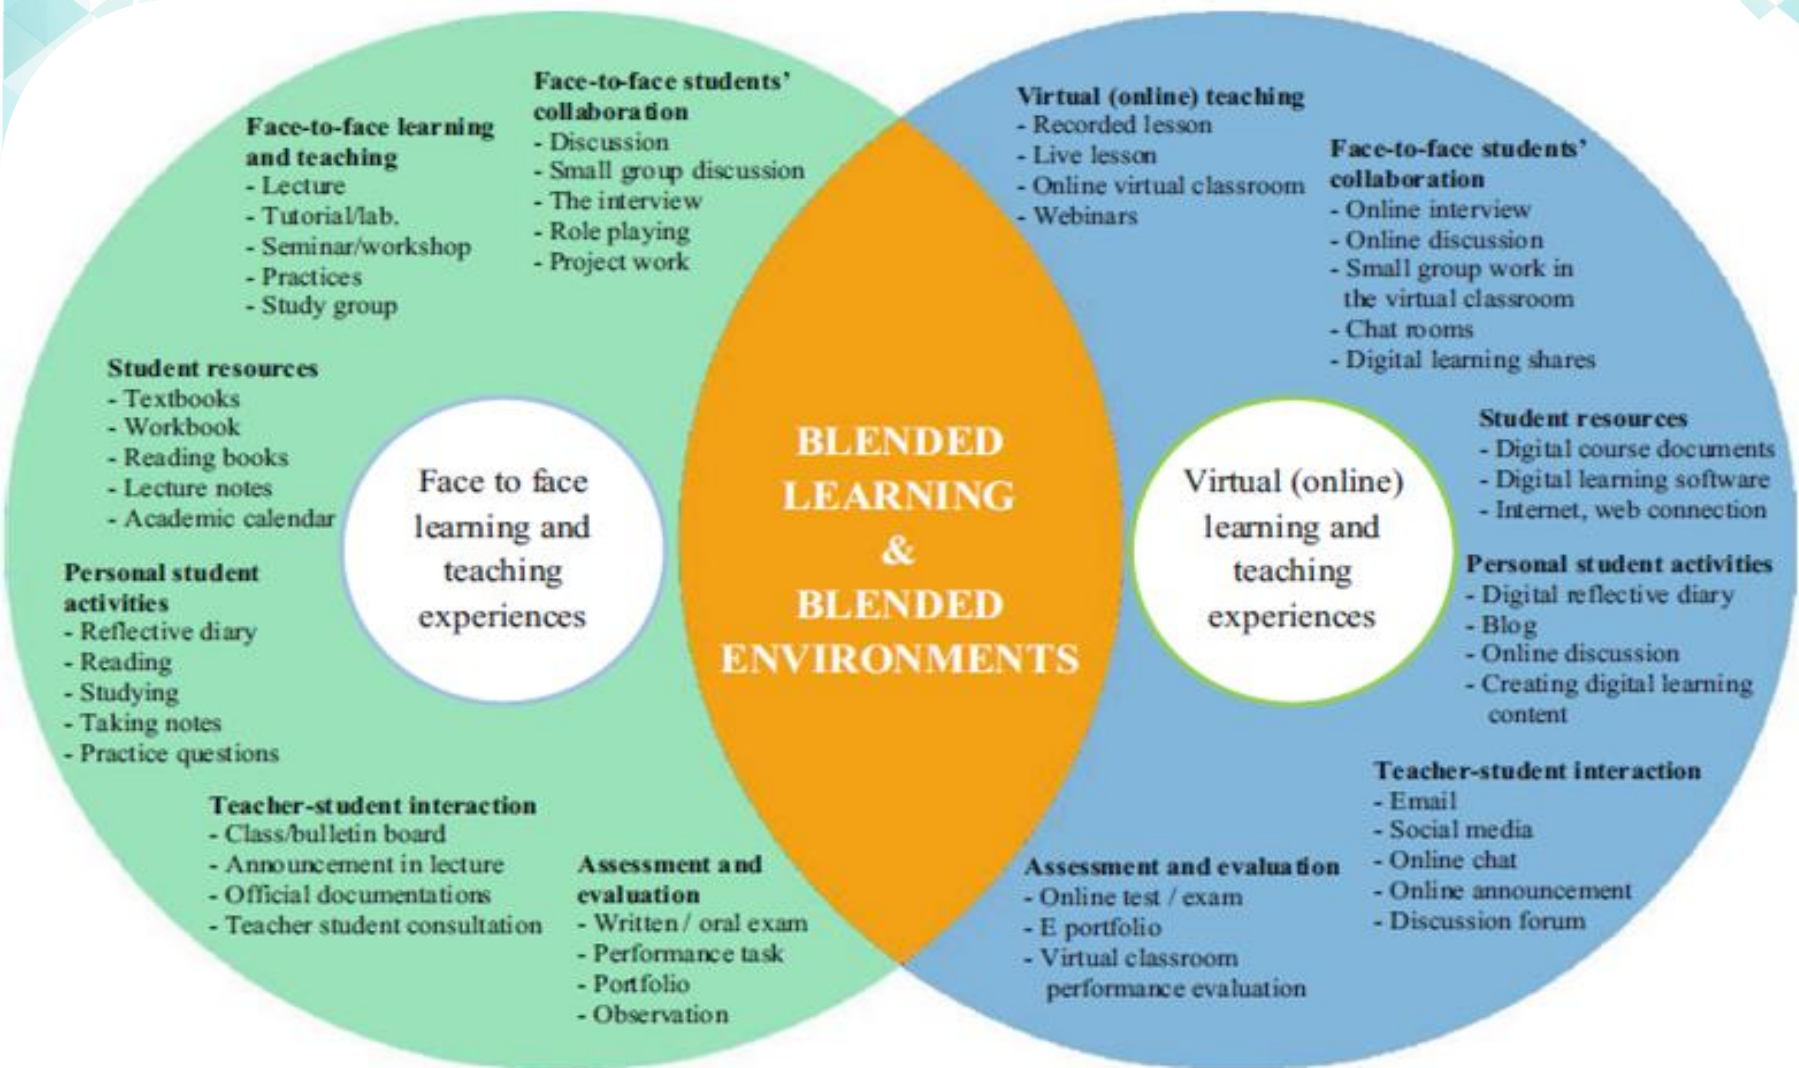 Face-to-face learning
and teaching
- Lecture
- Tutorial/lab.
- Seminar/workshop
- Practices
- Study group
Face-to-face students’
collaboration
- Discussion
- Small group discussion
- The interview
- Role playing
- Project work
Student resources
- Textbooks
- Workbook
- Reading books
- Lecture notes
- Academic calendar
Personal student
activities
- Reflective diary
- Reading
- Studying
- Taking notes
- Practice questions
Teacher-student interaction
- Class/bulletin board
- Announcement in lecture
- Official documentations
- Teacher student consultation
Assessment and
evaluation
- Written / oral exam
- Performance task
- Portfolio
- Observation
Face to face
learning and
teaching
experiences
BLENDED
LEARNING
&
BLENDED
ENVIRONMENTS
Virtual (online)
learning and
teaching
experiences
Virtual (online) teaching
- Recorded lesson
- Live lesson
- Online virtual classroom
- Webinars
Face-to-face students’
collaboration
- Online interview
- Online discussion
- Small group work in
the virtual classroom
- Chat rooms
- Digital learning shares
Student resources
- Digital course documents
- Digital learning software
- Internet, web connection
Personal student activities
- Digital reflective diary
- Blog
- Online discussion
- Creating digital learning
content
Teacher-student interaction
- Email
- Social media
- Online chat
- Online announcement
- Discussion forum
Assessment and evaluation
- Online test / exam
- E portfolio
- Virtual classroom
performance evaluation